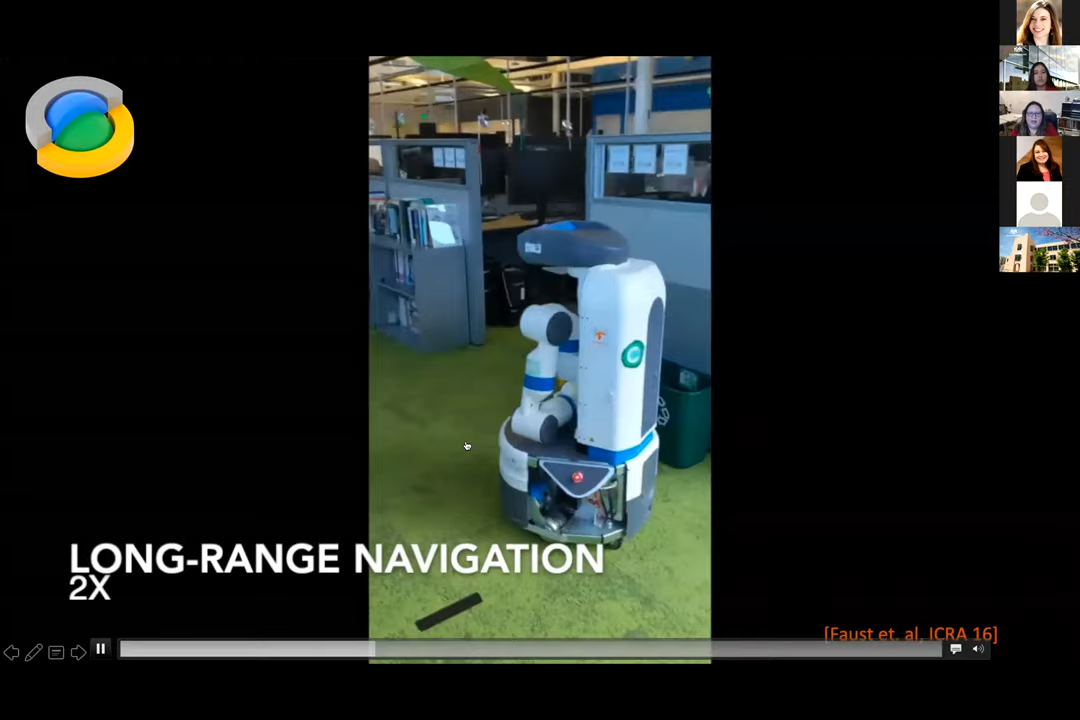 LONG-RANGE NAVIGATION
2X
[Faust et. al, ICRA 16]